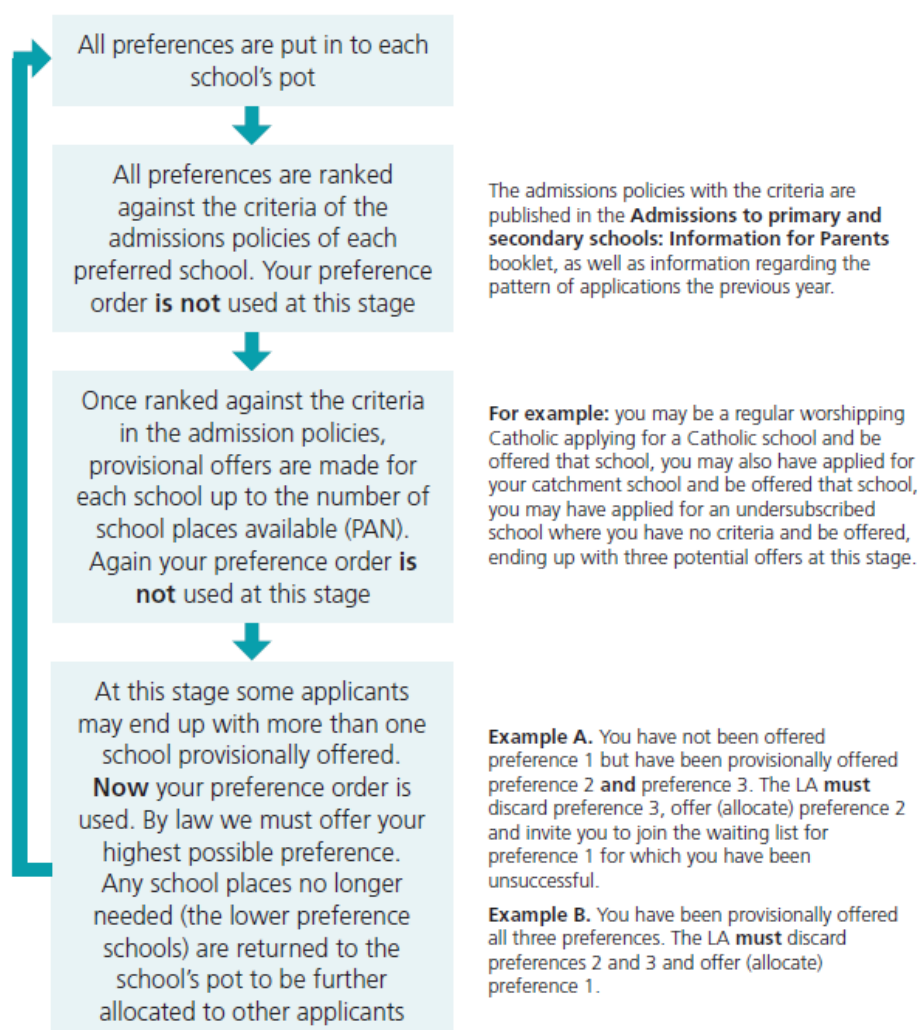 All preferences are put in to each
school's pot
All preferences are ranked
against the criteria of the
admissions policies of each
preferred school. Your preference
order is not used at this stage
The admissions policies with the criteria are
published in the Admissions to primary and
secondary schools: Information for Parents
booklet, as well as information regarding the
pattern of applications the previous year.
Once ranked against the criteria
in the admission policies,
provisional offers are made for
each school up to the number of
school places available (PAN).
Again your preference order is
not used at this stage
For example: you may be a regular worshipping
Catholic applying for a Catholic school and be
offered that school, you may also have applied for
your catchment school and be offered that school,
you may have applied for an undersubscribed
school where you have no criteria and be offered,
ending up with three potential offers at this stage.
At this stage some applicants
may end up with more than one
school provisionally offered.
Now your preference order is
used. By law we must offer your
highest possible preference.
Any school places no longer
needed (the lower preference
schools) are returned to the
school's pot to be further
allocated to other applicants
Example A. You have not been offered
preference 1 but have been provisionally offered
preference 2 and preference 3. The LA must
discard preference 3, offer (allocate) preference 2
and invite you to join the waiting list for
preference 1 for which you have been
unsuccessful.
Example B. You have been provisionally offered
all three preferences. The LA must discard
preferences 2 and 3 and offer (allocate)
preference 1.